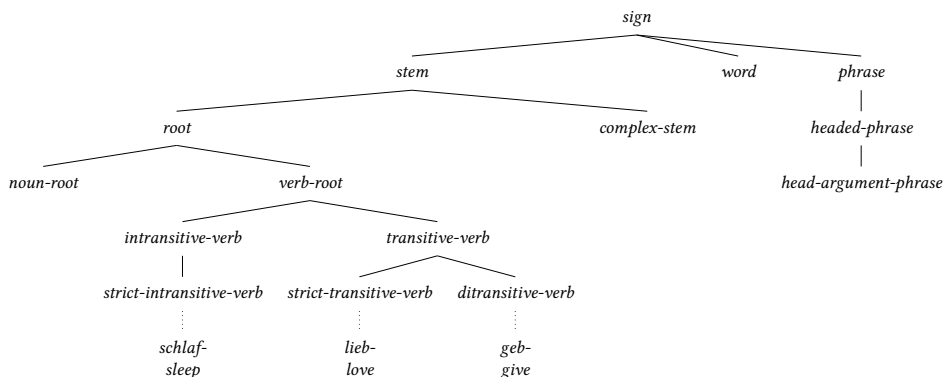 sign
stem word phrase
root complex-stem headed-phrase
noun-root verb-root head-argument-phrase
intransitive-verb transitive-verb
strict-intransitive-verb strict-transitive-verb ditransitive-verb
schlaf- lieb- geb-
sleep love give